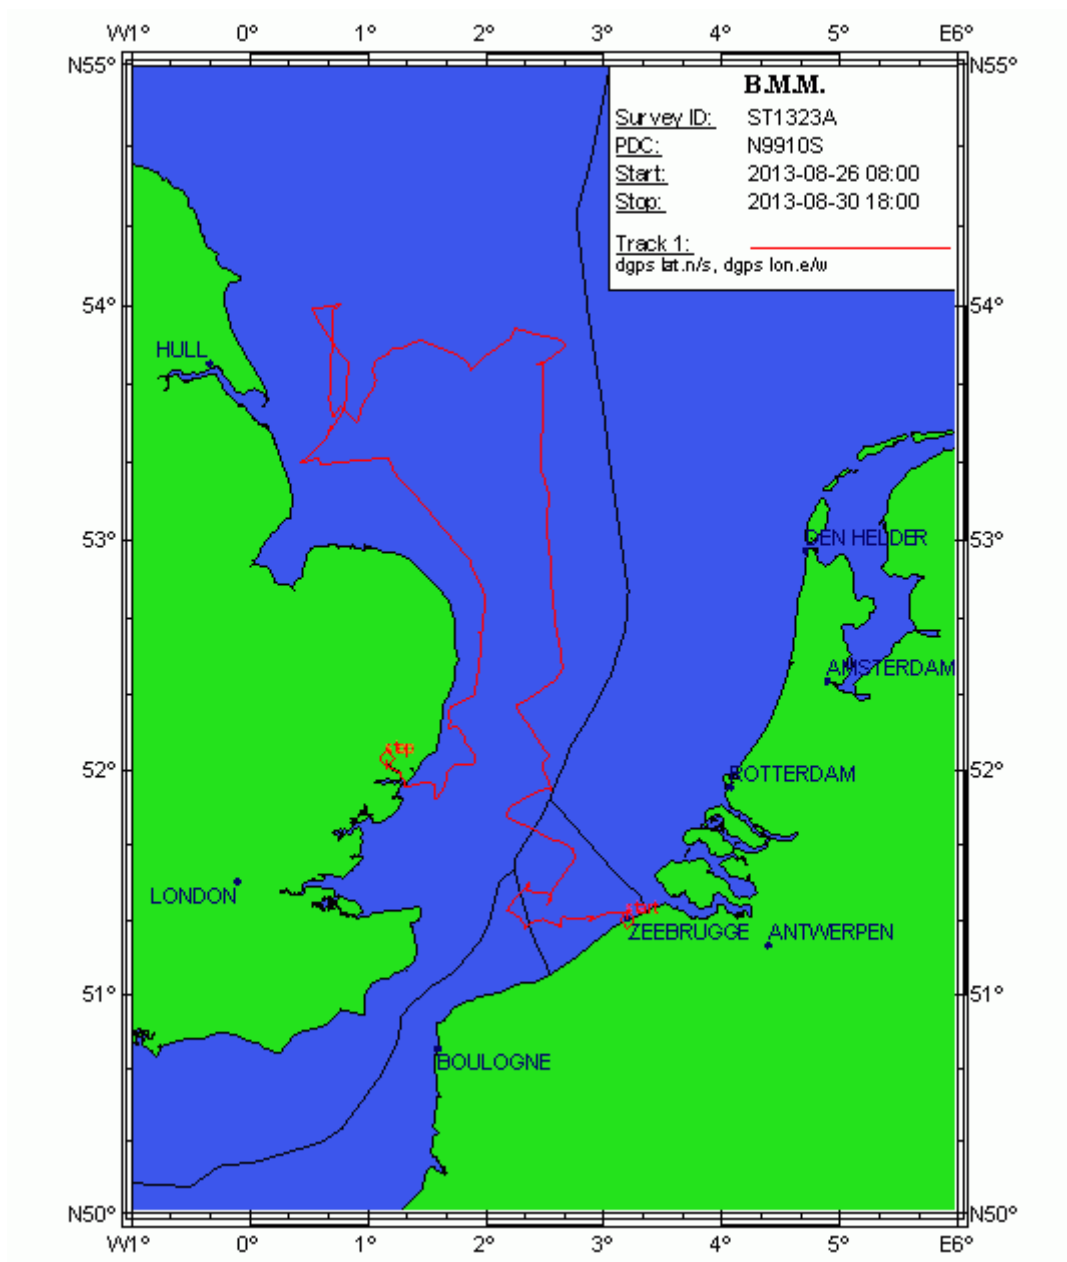 W1° 0° 1° 2° 3° 4° 5° E6°
N55° N55°
B.M.M.
Survey ID: ST1323A
PDC: N9910S
Start: 2013-08-26 08:00
Stop: 2013-08-30 18:00
Track 1:
dgps lat.n/s, dgps lon.e/w
54° 54°
HULL
53° 53°
DEN HELDER
AMSTERDAM
Stop
52° 52°
ROTTERDAM
LONDON
Start
ZEEBRUGGE ANTWERPEN
51° 51°
BOULOGNE
N50° N50°
W1° 0° 1° 2° 3° 4° 5° E6°